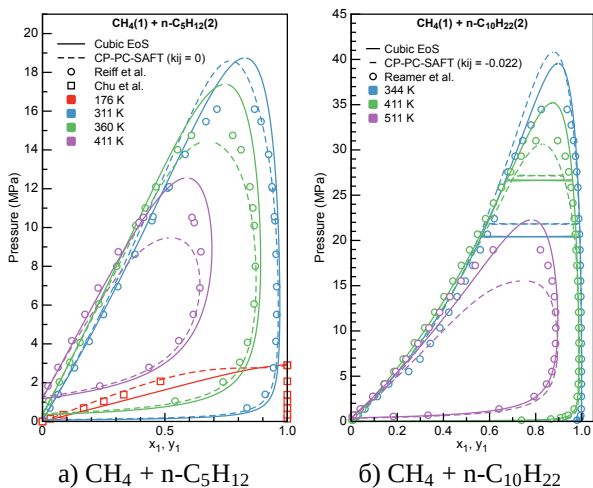 CH4(1) + n-C5H12(2)
Pressure (MPa)
20
18
16
14
12
10
8
6
4
2
0
Cubic EoS
CP-PC-SAFT (kij = 0)
Reiff et al.
Chu et al.
176 K
311 K
360 K
411 K
0 0.5 1.0
x1, y1
a) CH4 + n-C5H12
CH4(1) + n-C10H22(2)
Pressure (MPa)
45
40
35
30
25
20
15
10
5
0
Cubic EoS
CP-PC-SAFT (kij = -0.022)
Reamer et al.
344 K
411 K
511 K
0 0.2 0.4 0.6 0.8 1.0
x1, y1
б) CH4 + n-C10H22